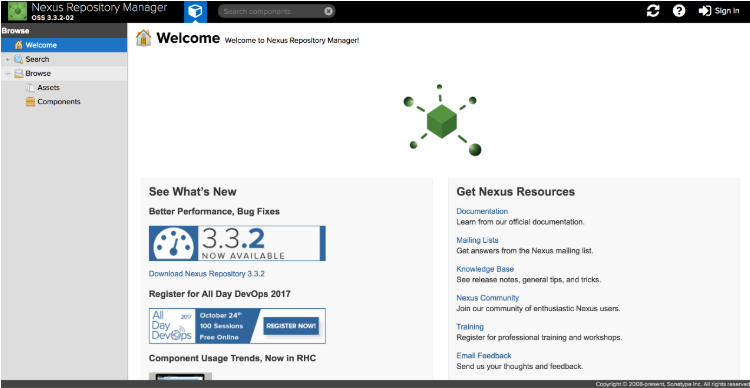 Nexus Repository Manager
OSS 3.3.2-02
Search components
Sign In
Browse
Welcome
Search
Browse
Assets
Components
Welcome Welcome to Nexus Repository Manager!
See What's New
Better Performance, Bug Fixes
3.3.2
NOW AVAILABLE
Download Nexus Repository 3.3.2
Register for All Day DevOps 2017
All
Day
DevOps
2017
October 24th
100 Sessions
Free Online
REGISTER NOW!
Component Usage Trends, Now in RHC
Get Nexus Resources
Documentation
Learn from our official documentation.
Mailing Lists
Get answers from the Nexus mailing list.
Knowledge Base
See release notes, general tips, and tricks.
Nexus Community
Join our community of enthusiastic Nexus users.
Training
Register for professional training and workshops.
Email Feedback
Send us your thoughts and feedback.
Copyright © 2008-present, Sonatype Inc. All rights reserved